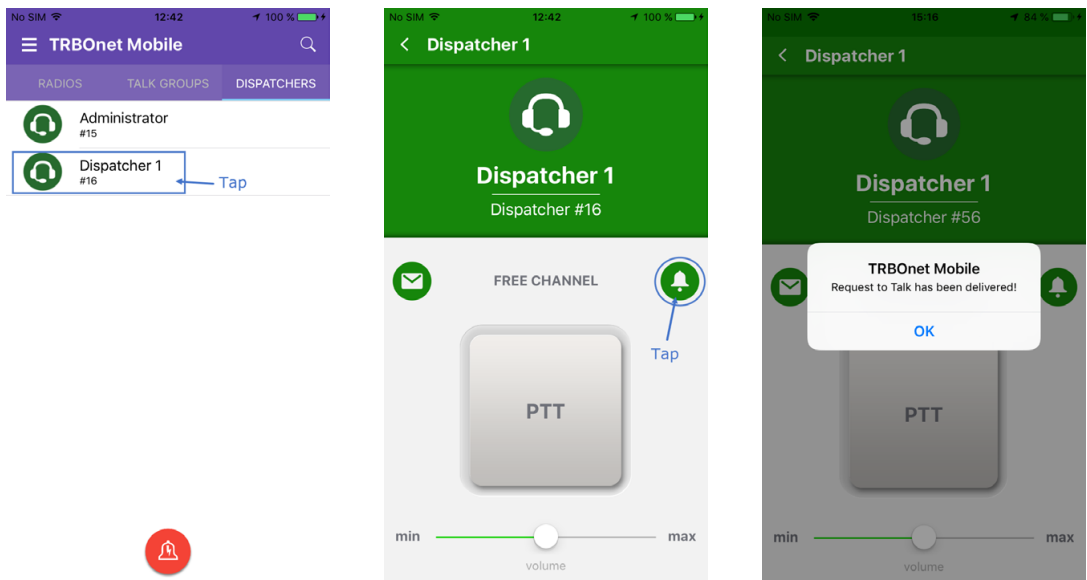 No SIM 12:42 100 %
TRBOnet Mobile
RADIOS TALK GROUPS DISPATCHERS
Administrator
#15
Dispatcher 1
#16
Tap
No SIM 12:42 100 %
Dispatcher 1
Dispatcher 1
Dispatcher #16
FREE CHANNEL
Tap
PTT
min max
volume
No SIM 15:16 84 %
Dispatcher 1
Dispatcher 1
Dispatcher #56
TRBOnet Mobile
Request to Talk has been delivered!
OK
PTT
min max
volume